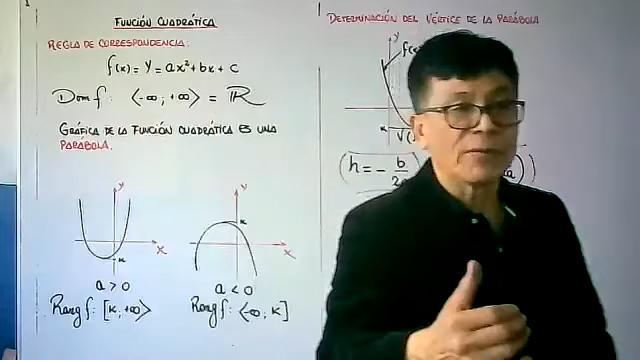 FUNCIÓN CUADRÁTICA
REGLA DE CORRESPONDENCIA:
f(x) = y = ax² + bx + c
Dom f: ⟨-∞; +∞⟩ = ℝ
GRÁFICA DE LA FUNCIÓN CUADRÁTICA ES UNA
PARÁBOLA.
y
k
x
a > 0
Rang f: [k; +∞⟩
y
k
x
a < 0
Rang f: ⟨-∞; k]
DETERMINACIÓN DEL VÉRTICE DE LA PARÁBOLA
y
k
V(
h = - b